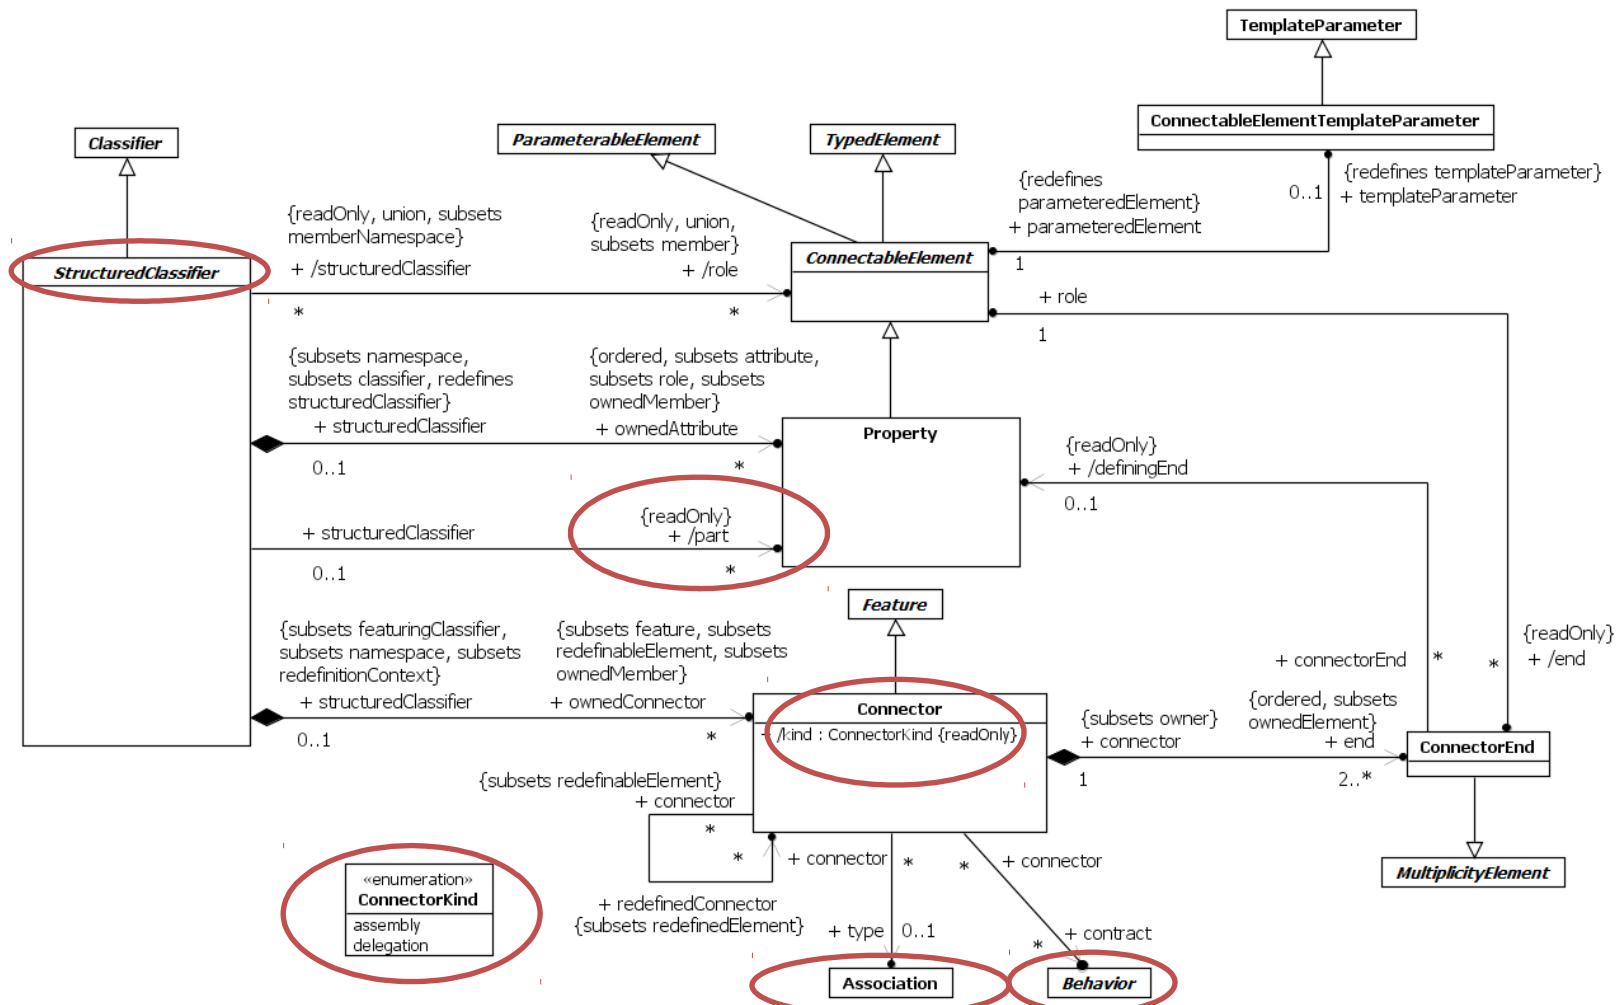 TemplateParameter
ConnectableElementTemplateParameter
Classifier
ParameterableElement
TypedElement
{redefines
parameteredElement}
+ parameteredElement
1
0..1
{redefines templateParameter}
+ templateParameter
{readOnly, union, subsets
memberNamespace}
+ /structuredClassifier
*
{readOnly, union,
subsets member}
+ /role
*
StructuredClassifier
ConnectableElement
+ role
1
{subsets namespace,
subsets classifier, redefines
structuredClassifier}
+ structuredClassifier
0..1
{ordered, subsets attribute,
subsets role, subsets
ownedMember}
+ ownedAttribute
*
Property
{readOnly}
+ /definingEnd
0..1
+ structuredClassifier
0..1
{readOnly}
+ /part
*
Feature
{subsets featuringClassifier,
subsets namespace, subsets
redefinitionContext}
+ structuredClassifier
0..1
{subsets feature, subsets
redefinableElement, subsets
ownedMember}
+ ownedConnector
*
Connector
+ /kind : ConnectorKind {readOnly}
{subsets owner}
+ connector
1
{ordered, subsets
ownedElement}
+ end
2..*
+ connectorEnd
*
*
{readOnly}
+ /end
ConnectorEnd
MultiplicityElement
{subsets redefinableElement}
+ connector
*
*
+ redefinedConnector
{subsets redefinedElement}
+ connector
*
+ type
0..1
*
+ connector
*
+ contract
«enumeration»
ConnectorKind
assembly
delegation
Association
Behavior